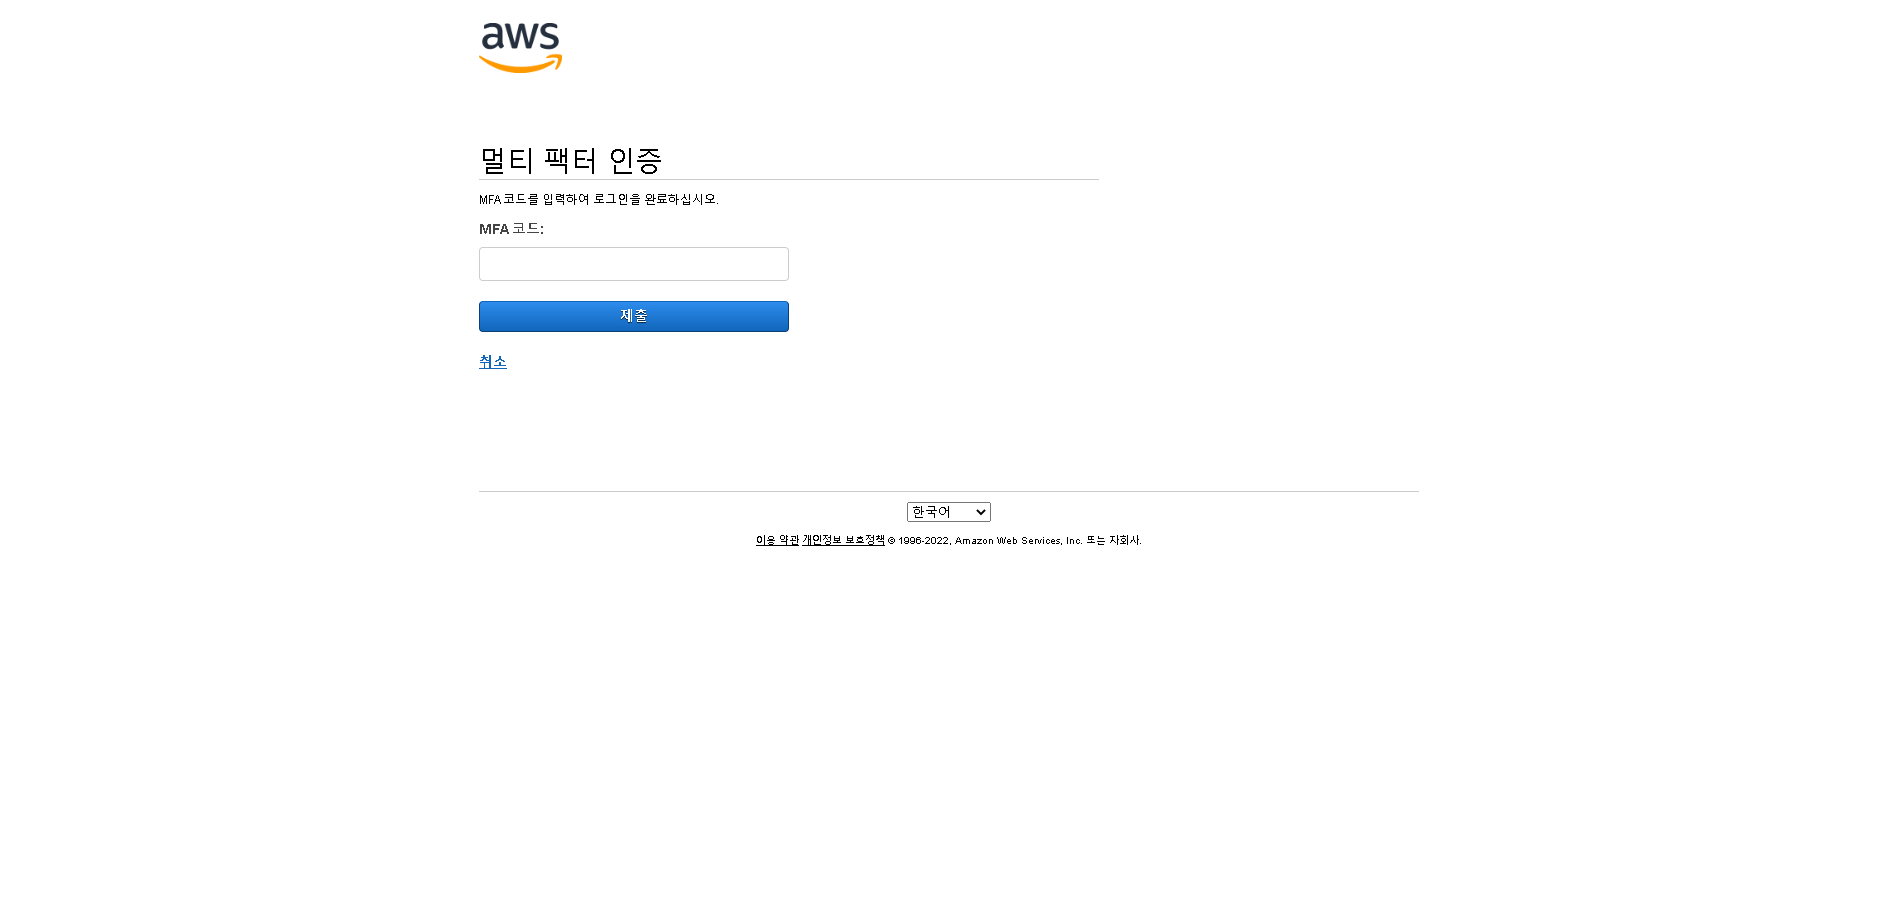 aws
멀티 팩터 인증
MFA 코드를 입력하여 로그인을 완료하십시오.
MFA 코드:
제출
취소
한국어
이용 약관 개인정보 보호정책 © 1996-2022, Amazon Web Services, Inc. 또는 자회사.